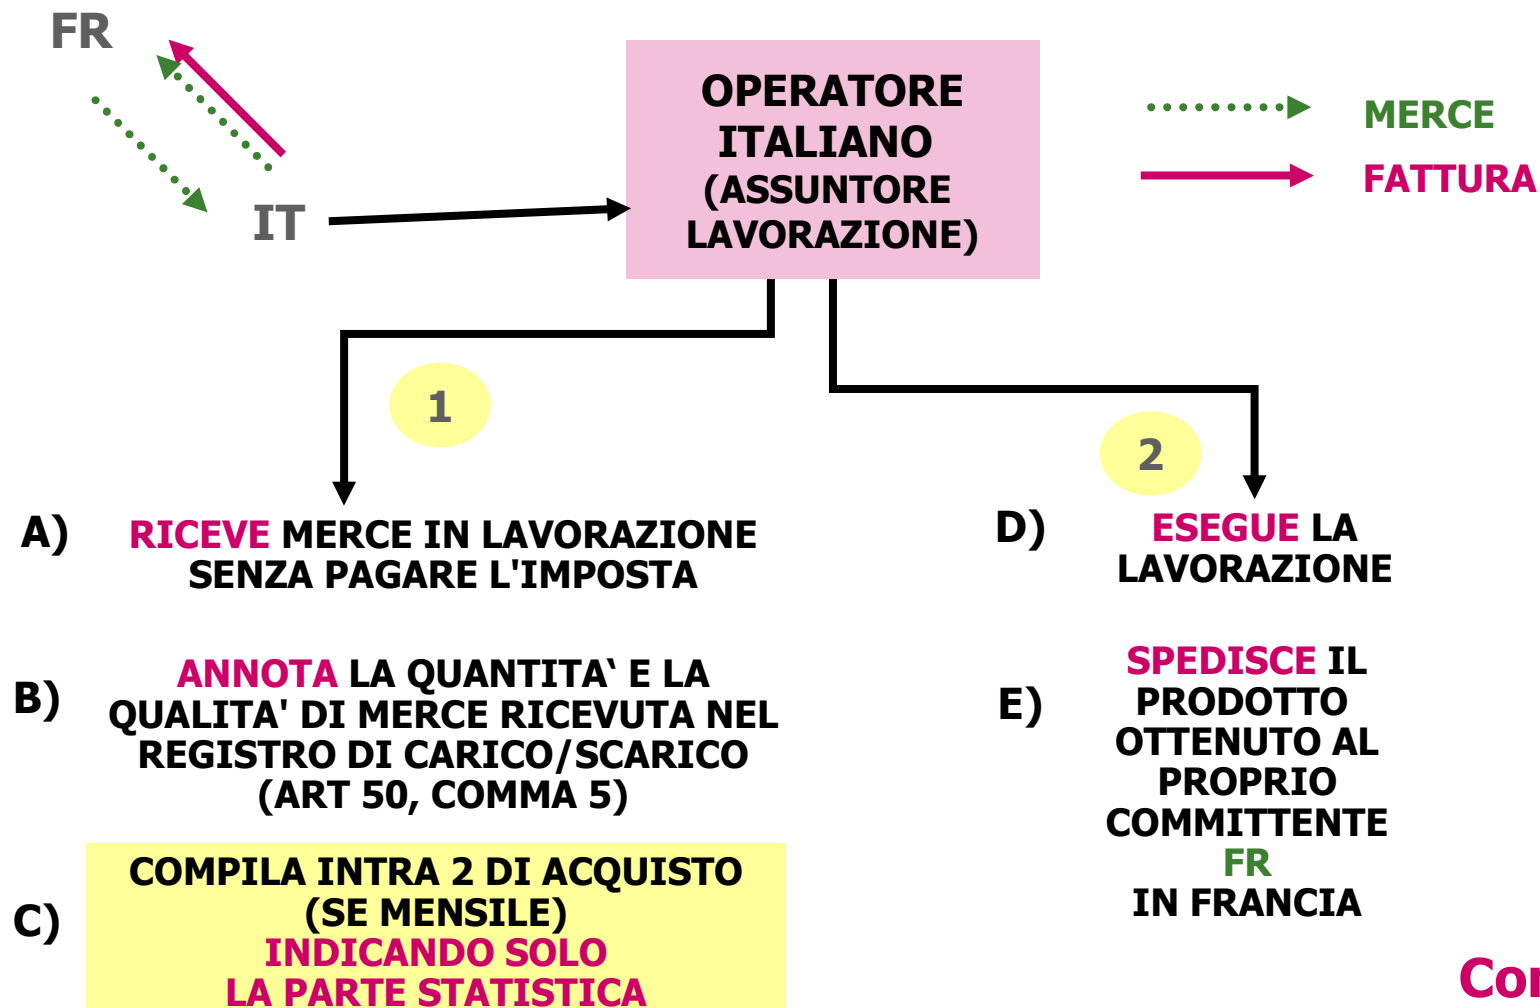 FR
IT
OPERATORE
ITALIANO
(ASSUNTORE
LAVORAZIONE)
MERCE
FATTURA
1
A)
RICEVE MERCE IN LAVORAZIONE
SENZA PAGARE L'IMPOSTA
B)
ANNOTA LA QUANTITA‘ E LA
QUALITA' DI MERCE RICEVUTA NEL
REGISTRO DI CARICO/SCARICO
(ART 50, COMMA 5)
C)
COMPILA INTRA 2 DI ACQUISTO
(SE MENSILE)
INDICANDO SOLO
LA PARTE STATISTICA
2
D)
ESEGUE LA
LAVORAZIONE
E)
SPEDISCE IL
PRODOTTO
OTTENUTO AL
PROPRIO
COMMITTENTE
FR
IN FRANCIA